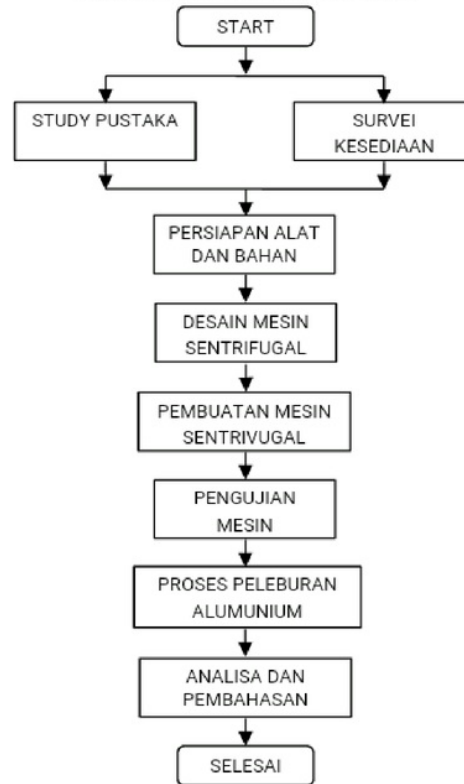 START
STUDY PUSTAKA
SURVEI
KESEDIAAN
PERSIAPAN ALAT
DAN BAHAN
DESAIN MESIN
SENTRIFUGAL
PEMBUATAN MESIN
SENTRIVUGAL
PENGUJIAN
MESIN
PROSES PELEBURAN
ALUMUNIUM
ANALISA DAN
PEMBAHASAN
SELESAI